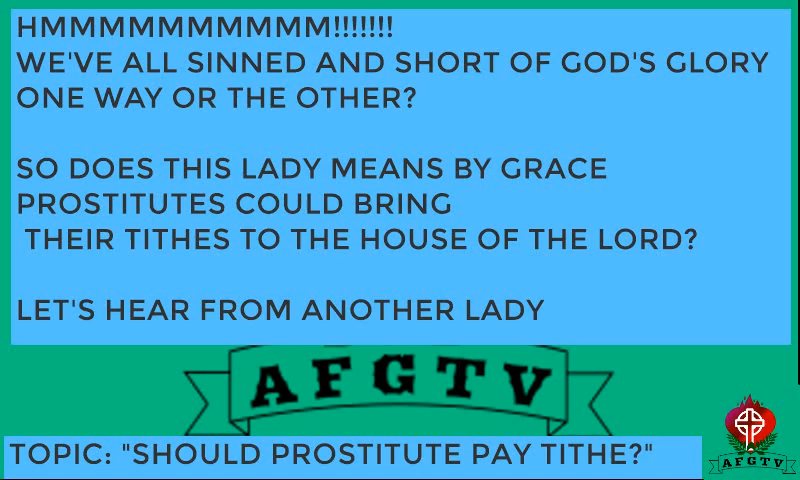 HMMMMMMMMMMM!!!!!!!
WE'VE ALL SINNED AND SHORT OF GOD'S GLORY
ONE WAY OR THE OTHER?
SO DOES THIS LADY MEANS BY GRACE
PROSTITUTES COULD BRING
THEIR TITHES TO THE HOUSE OF THE LORD?
LET'S HEAR FROM ANOTHER LADY
AFGTV
TOPIC: "SHOULD PROSTITUTE PAY TITHE?"
AFGTV